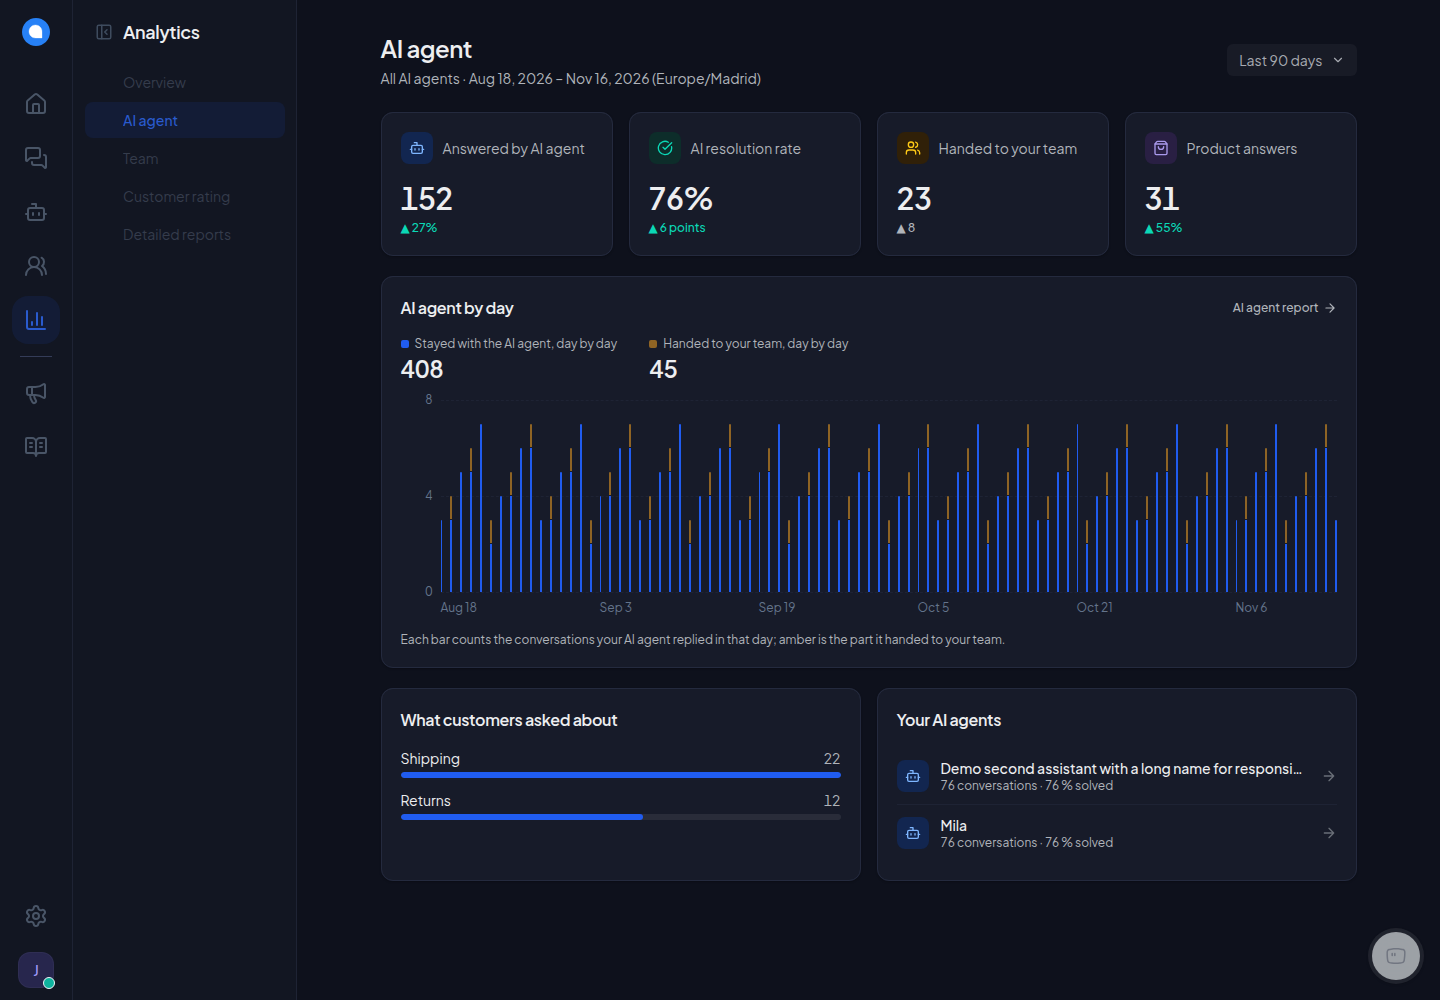 Analytics
Overview
AI agent
Team
Customer rating
Detailed reports
J
AI agent
All AI agents · Aug 18, 2026 – Nov 16, 2026 (Europe/Madrid)
Last 90 days
Answered by AI agent
152
▲ 27%
AI resolution rate
76%
▲ 6 points
Handed to your team
23
▲ 8
Product answers
31
▲ 55%
AI agent by day
AI agent report →
Stayed with the AI agent, day by day
408
Handed to your team, day by day
45
8
4
0
Aug 18
Sep 3
Sep 19
Oct 5
Oct 21
Nov 6
Each bar counts the conversations your AI agent replied in that day; amber is the part it handed to your team.
What customers asked about
Shipping 22
Returns 12
Your AI agents
Demo second assistant with a long name for responsi...
76 conversations · 76 % solved
Mila
76 conversations · 76 % solved